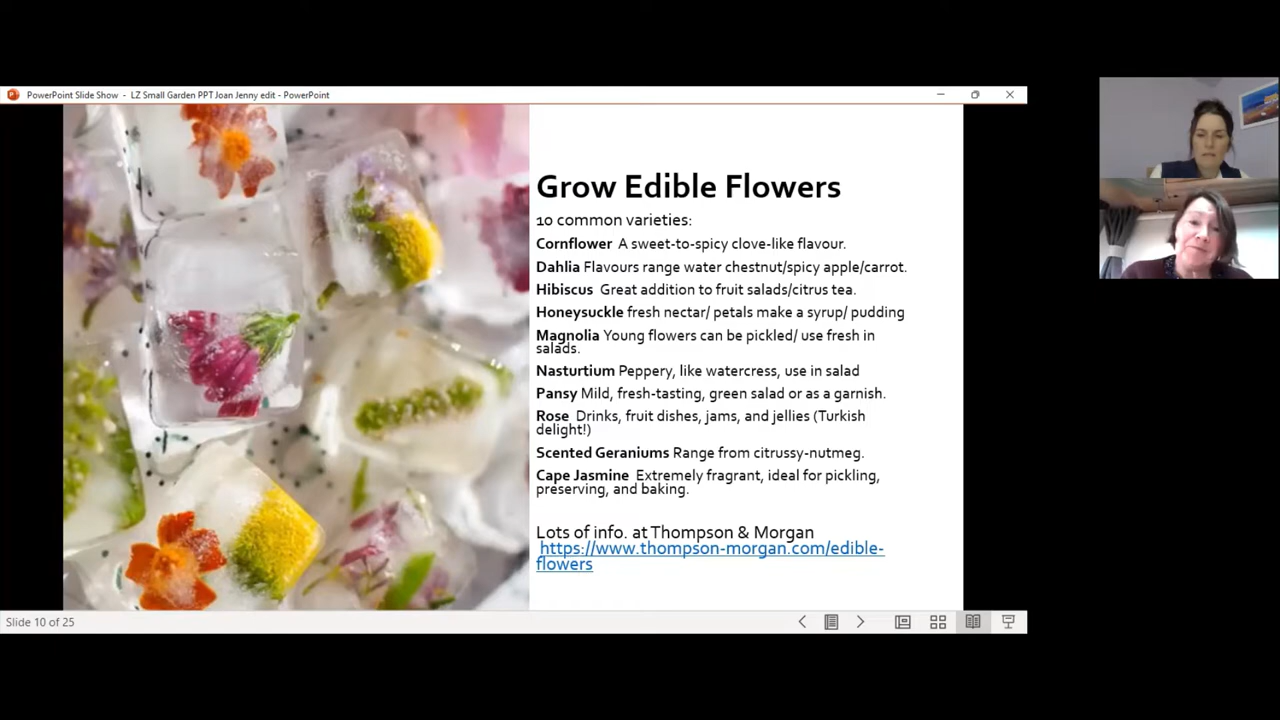 PowerPoint Slide Show - LZ Small Garden PPT Joan Jenny edit - PowerPoint
Grow Edible Flowers
10 common varieties:
Cornflower A sweet-to-spicy clove-like flavour.
Dahlia Flavours range water chestnut/spicy apple/carrot.
Hibiscus Great addition to fruit salads/citrus tea.
Honeysuckle fresh nectar/ petals make a syrup/ pudding
Magnolia Young flowers can be pickled/ use fresh in
salads.
Nasturtium Peppery, like watercress, use in salad
Pansy Mild, fresh-tasting, green salad or as a garnish.
Rose Drinks, fruit dishes, jams, and jellies (Turkish
delight!)
Scented Geraniums Range from citrussy-nutmeg.
Cape Jasmine Extremely fragrant, ideal for pickling,
preserving, and baking.
Lots of info. at Thompson & Morgan
https://www.thompson-morgan.com/edible-
flowers
Slide 10 of 25